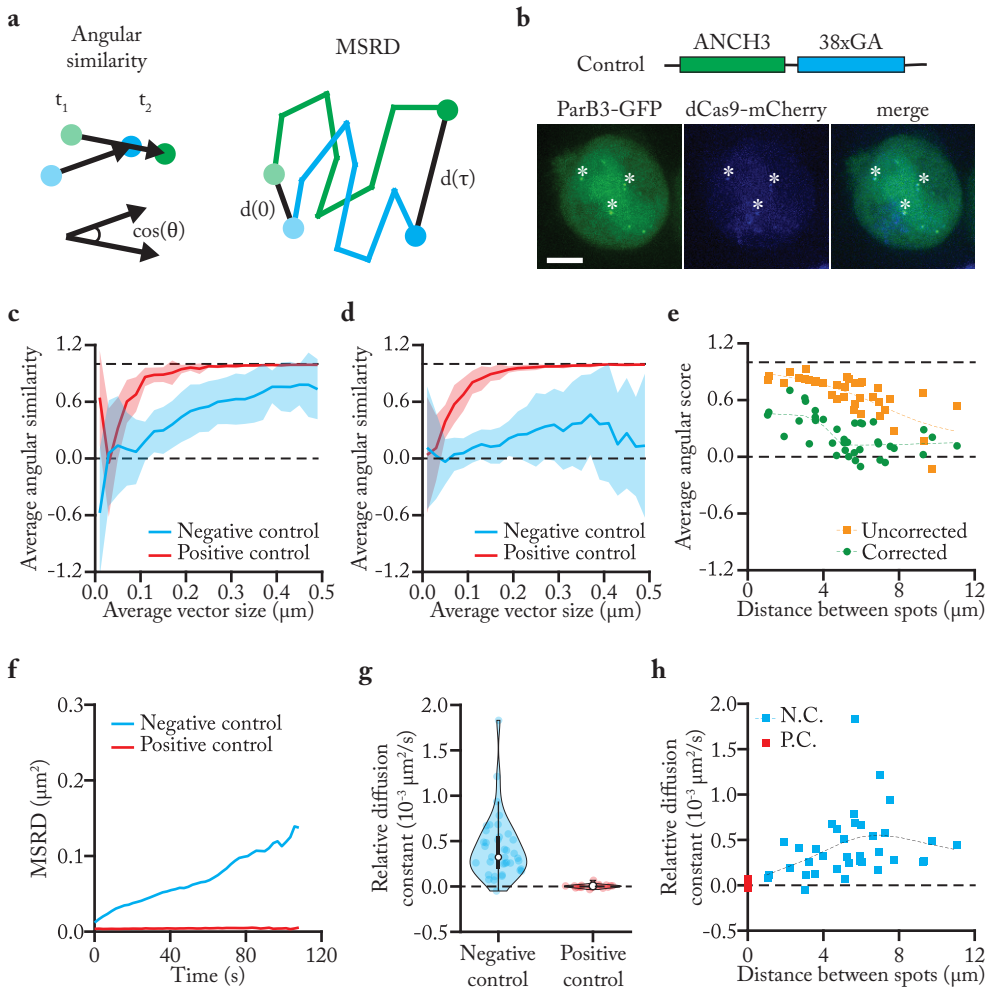 a
Angular
similarity
t1
t2
cos(θ)
MSRD
d(0)
d(τ)
b
Control
ANCH3
38xGA
ParB3-GFP
dCas9-mCherry
merge
* * *
* * *
* * *
c
Average angular similarity
1.2
0.6
0.0
-0.6
-1.2
Negative control
Positive control
0.0 0.1 0.2 0.3 0.4 0.5
Average vector size (µm)
d
Average angular similarity
1.2
0.6
0.0
-0.6
-1.2
Negative control
Positive control
0.0 0.1 0.2 0.3 0.4 0.5
Average vector size (µm)
e
Average angular score
1.2
0.6
0.0
-0.6
-1.2
Uncorrected
Corrected
0 4 8 12
Distance between spots (µm)
f
MSRD (µm²)
0.3
0.2
0.1
0.0
Negative control
Positive control
0 40 80 120
Time (s)
g
Relative diffusion
constant (10⁻³ µm²/s)
2.0
1.5
1.0
0.5
0.0
-0.5
Negative
control
Positive
control
h
Relattive diffusion
constant (10⁻³ µm²/s)
2.0
1.5
1.0
0.5
0.0
-0.5
N.C.
P.C.
0 4 8 12
Distance between spots (µm)